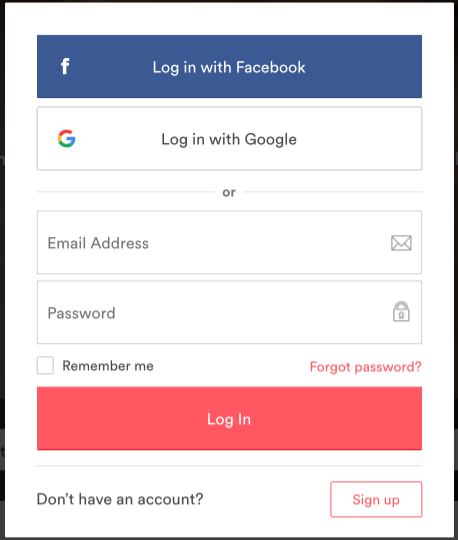 f Log in with Facebook
G Log in with Google
or
Email Address
Password
Remember me Forgot password?
Log In
Don't have an account? Sign up